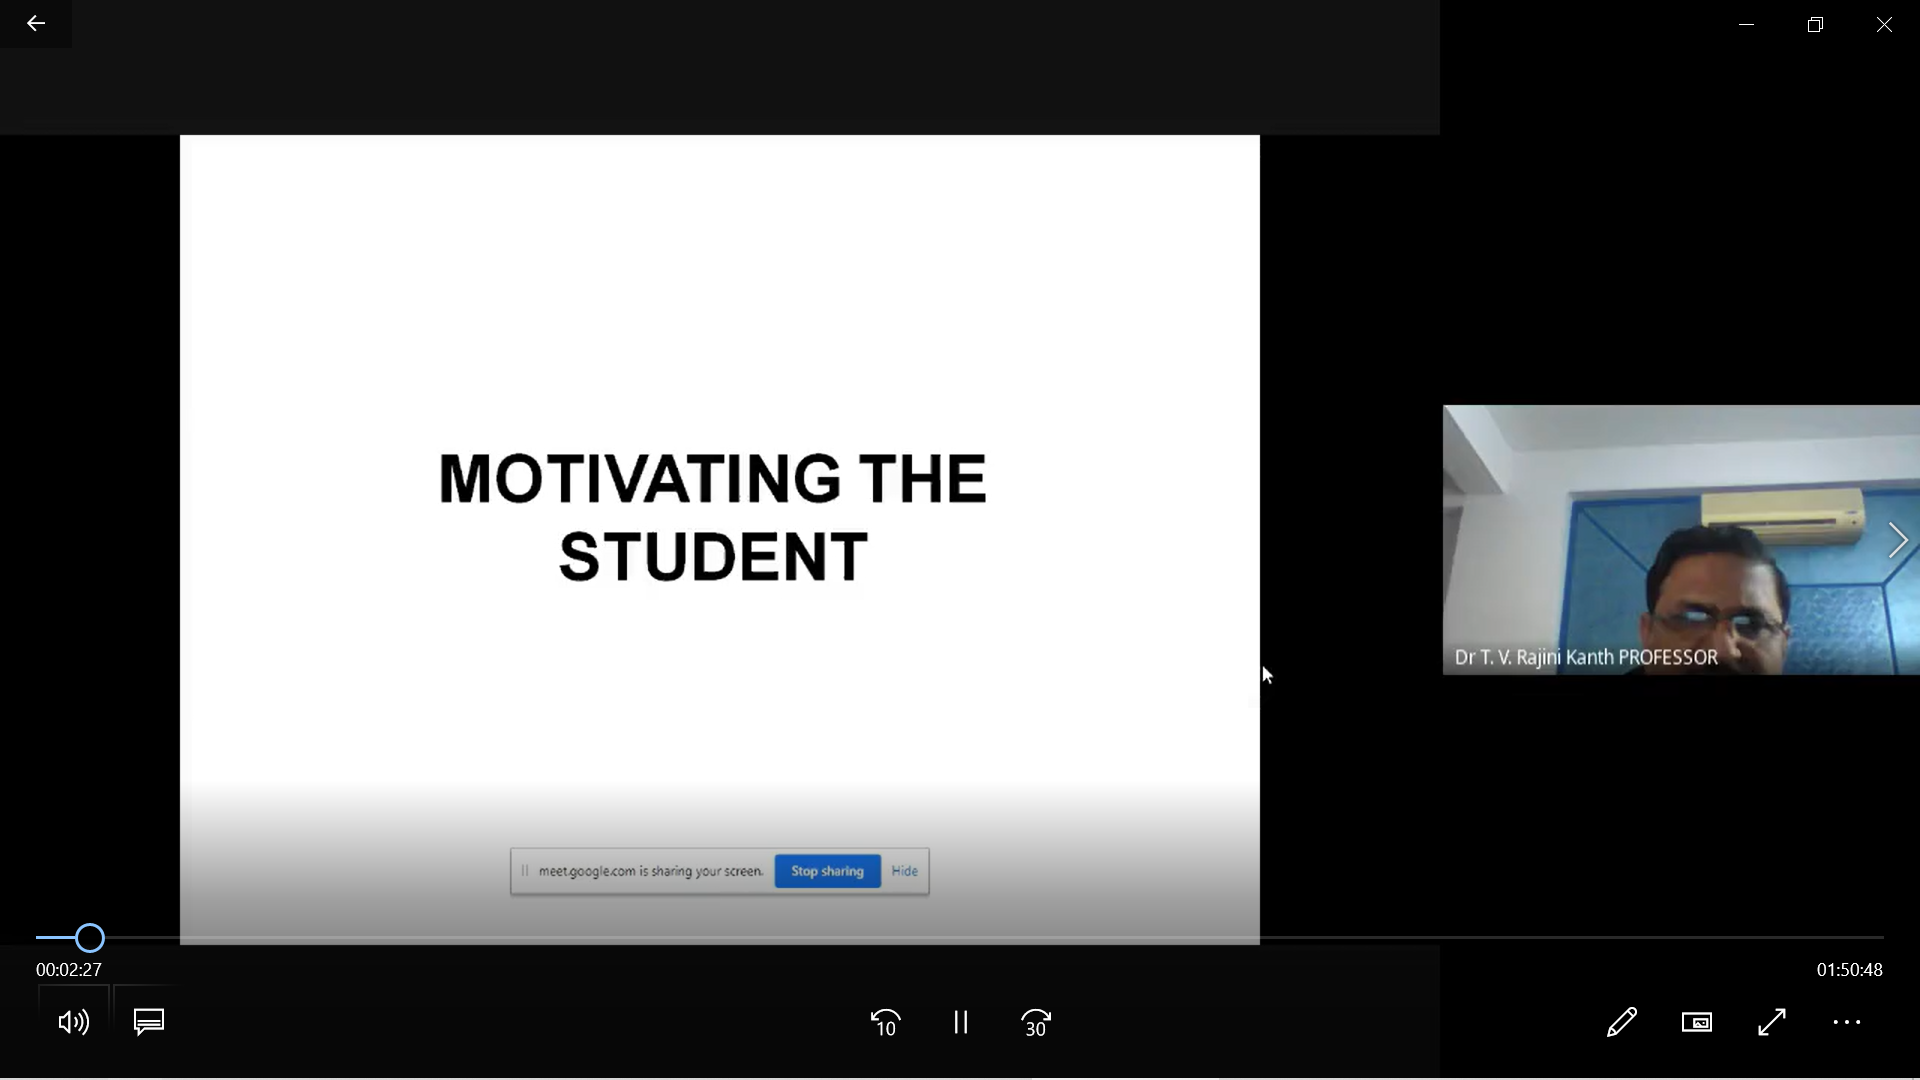 MOTIVATING THE
STUDENT
Dr T. V. Rajini Kanth PROFESSOR
meet.google.com is sharing your screen. Stop sharing Hide
00:02:27 01:50:48
10 30